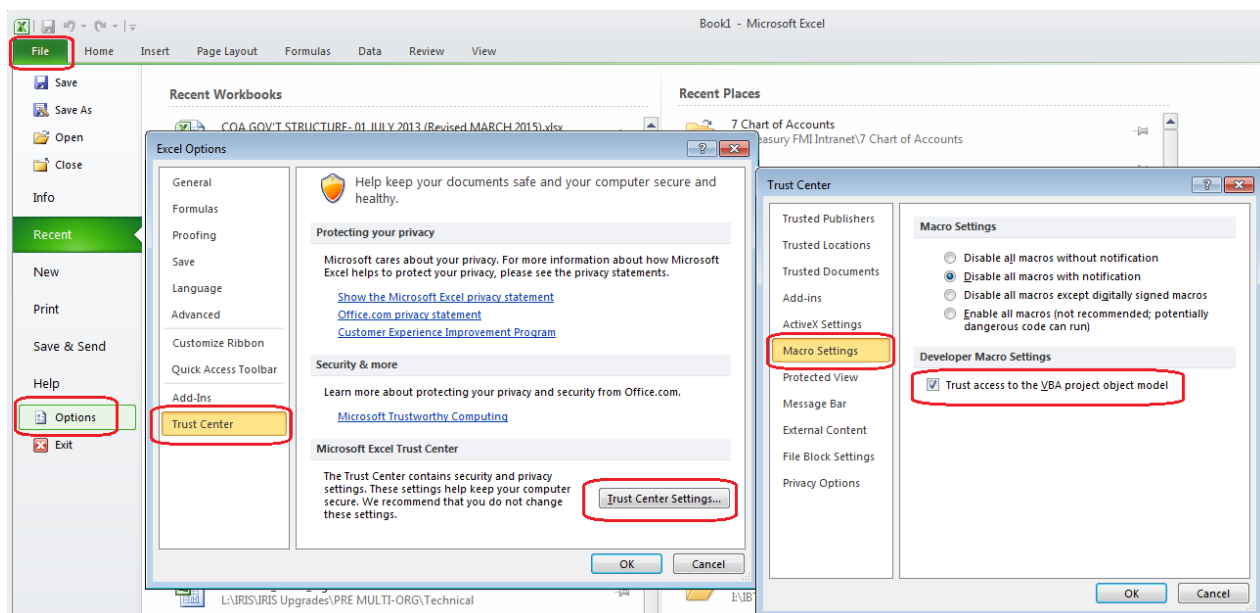 Book1 - Microsoft Excel
File Home Insert Page Layout Formulas Data Review View
Save
Save As
Open
Close
Info
Recent
New
Print
Save & Send
Help
Options
Exit
Recent Workbooks
COA GOV'T STRUCTURE- 01 JULY 2013 (Revised MARCH 2015).xlsx
Recent Places
7 Chart of Accounts
easury FMI Intranet\7 Chart of Accounts
Excel Options
General
Formulas
Proofing
Save
Language
Advanced
Customize Ribbon
Quick Access Toolbar
Add-Ins
Trust Center
Help keep your documents safe and your computer secure and
healthy.
Protecting your privacy
Microsoft cares about your privacy. For more information about how Microsoft
Excel helps to protect your privacy, please see the privacy statements.
Show the Microsoft Excel privacy statement
Office.com privacy statement
Customer Experience Improvement Program
Security & more
Learn more about protecting your privacy and security from Office.com.
Microsoft Trustworthy Computing
Microsoft Excel Trust Center
The Trust Center contains security and privacy
settings. These settings help keep your computer
secure. We recommend that you do not change
these settings.
Trust Center Settings...
OK Cancel
L:\IRIS\IRIS Upgrades\PRE MULTI-ORG\Technical
Trust Center
Trusted Publishers
Trusted Locations
Trusted Documents
Add-ins
ActiveX Settings
Macro Settings
Protected View
Message Bar
External Content
File Block Settings
Privacy Options
Macro Settings
Disable all macros without notification
Disable all macros with notification
Disable all macros except digitally signed macros
Enable all macros (not recommended; potentially
dangerous code can run)
Developer Macro Settings
Trust access to the VBA project object model
OK Cancel